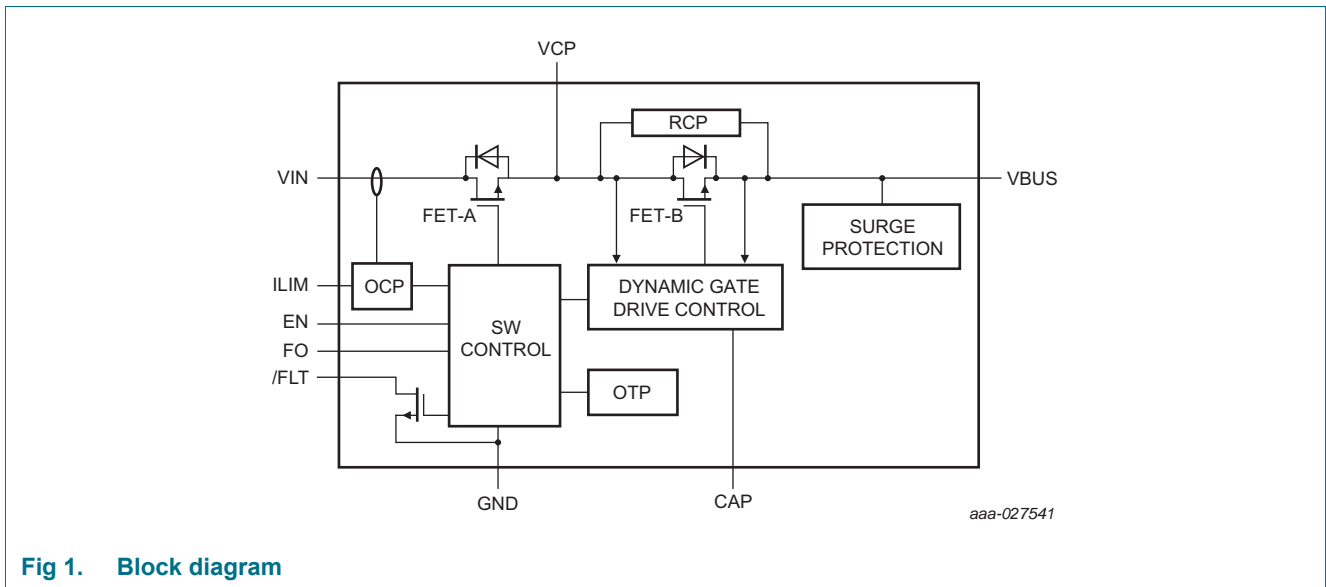 VCP
RCP
VIN
VBUS
FET-A
FET-B
SURGE
PROTECTION
ILIM
OCP
DYNAMIC GATE
DRIVE CONTROL
EN
SW
CONTROL
FO
/FLT
OTP
GND
CAP
aaa-027541
Fig 1. Block diagram